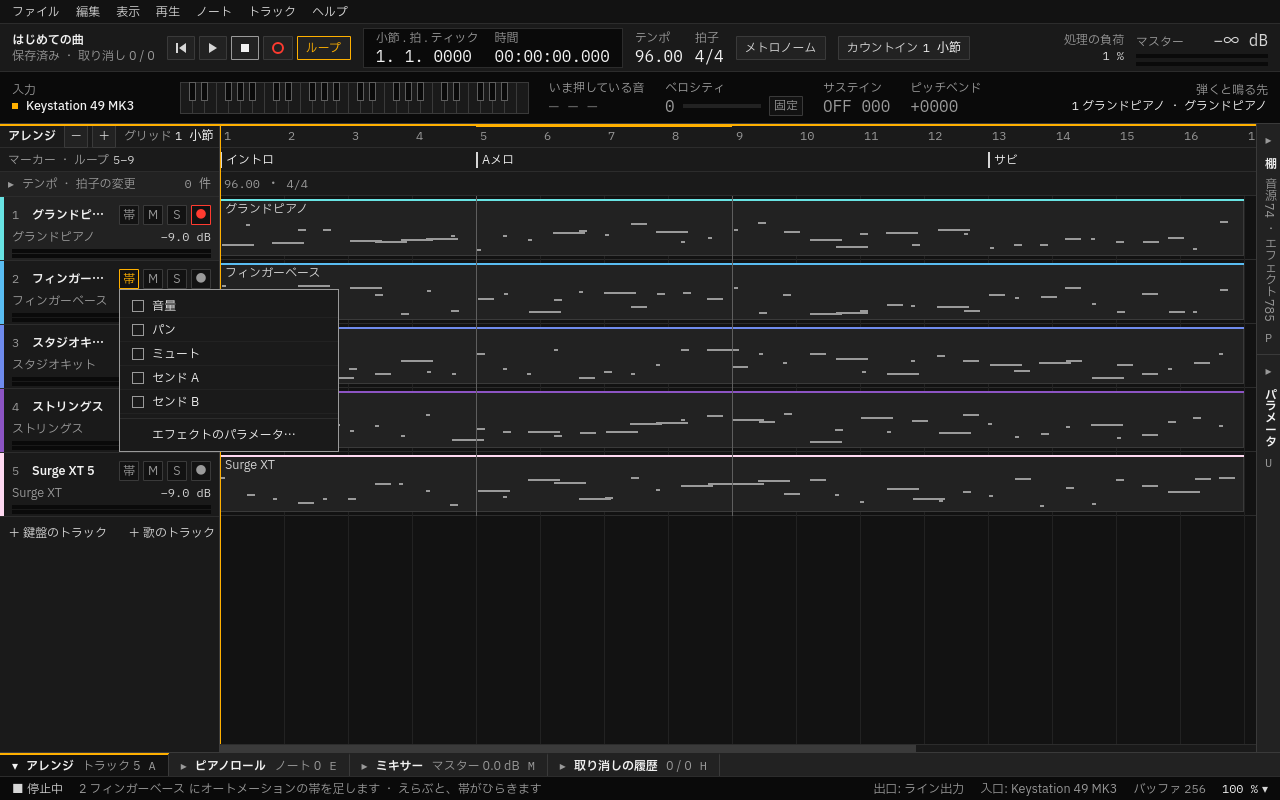 ファイル 編集 表示 再生 ノート トラック ヘルプ
はじめての曲
保存済み · 取り消し 0 / 0
ループ
小節 . 拍 . ティック 時間
1. 1. 0000 00:00:00.000
テンポ 拍子
96.00 4/4
メトロノーム
カウントイン 1 小節
処理の負荷
1 %
マスター −∞ dB
入力
Keystation 49 MK3
いま押している音
— — —
ベロシティ
0 固定
サステイン
OFF 000
ピッチベンド
+0000
弾くと鳴る先
1 グランドピアノ · グランドピアノ
アレンジ − + グリッド 1 小節
1 2 3 4 5 6 7 8 9 10 11 12 13 14 15 16 1
マーカー · ループ 5–9
イントロ Aメロ サビ
▸ テンポ · 拍子の変更 0 件
96.00 · 4/4
1 グランドピ… 帯 M S
グランドピアノ −9.0 dB
グランドピアノ
2 フィンガー… 帯 M S
フィンガーベース
フィンガーベース
音量
パン
ミュート
センド A
センド B
エフェクトのパラメータ…
3 スタジオキ…
スタジオキット
4 ストリングス
ストリングス
5 Surge XT 5 帯 M S
Surge XT −9.0 dB
Surge XT
+ 鍵盤のトラック + 歌のトラック
▸ 棚 音源 74 · エフェクト 785 P
▸ パラメータ U
▾ アレンジ トラック 5 A
▸ ピアノロール ノート 0 E
▸ ミキサー マスター 0.0 dB M
▸ 取り消しの履歴 0 / 0 H
停止中 2 フィンガーベース にオートメーションの帯を足します · えらぶと、帯がひらきます
出口: ライン出力 入口: Keystation 49 MK3 バッファ 256 100 % ▾